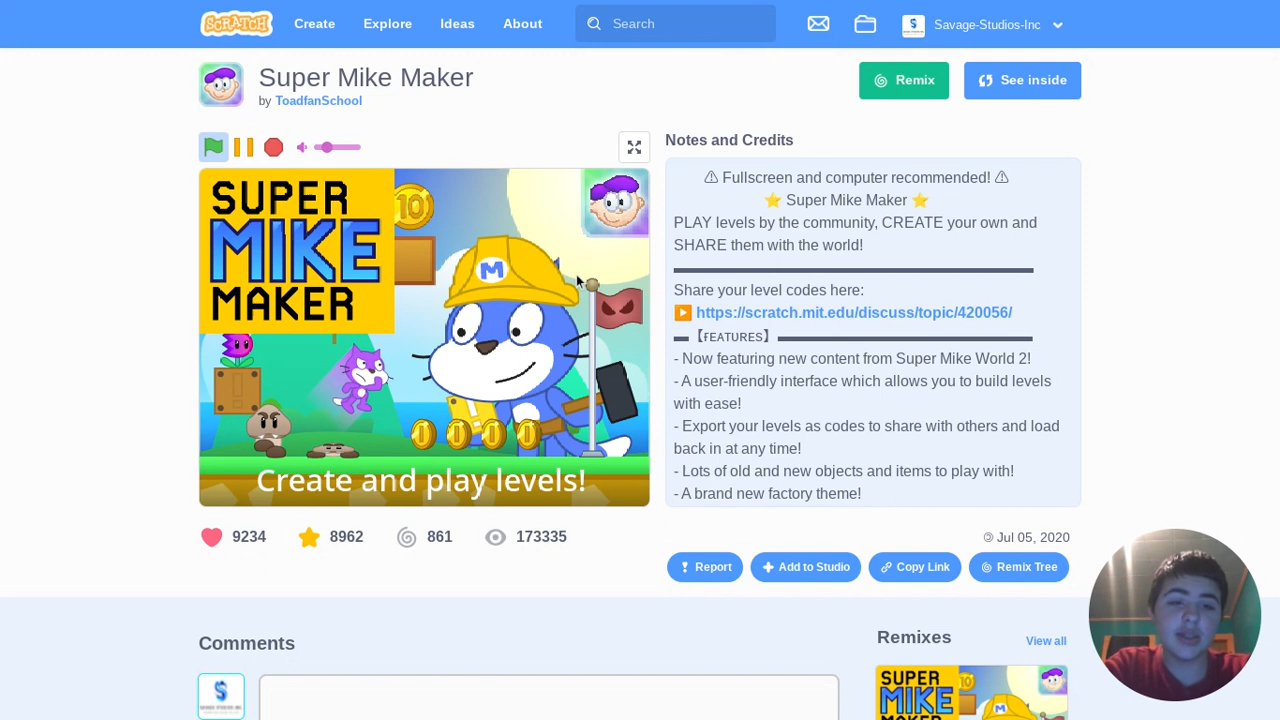 SCRATCH Create Explore Ideas About Search Savage-Studios-Inc
Super Mike Maker
by ToadfanSchool
Remix See inside
Notes and Credits
SUPER
MIKE
MAKER
10
M
Create and play levels!
⚠ Fullscreen and computer recommended! ⚠
⭐ Super Mike Maker ⭐
PLAY levels by the community, CREATE your own and
SHARE them with the world!
Share your level codes here:
▶️ https://scratch.mit.edu/discuss/topic/420056/
▬【ғᴇᴀᴛᴜʀᴇs】▬▬▬▬▬▬▬▬▬▬▬▬▬▬▬▬▬
- Now featuring new content from Super Mike World 2!
- A user-friendly interface which allows you to build levels
with ease!
- Export your levels as codes to share with others and load
back in at any time!
- Lots of old and new objects and items to play with!
- A brand new factory theme!
9234 8962 861 173335
Jul 05, 2020
Report Add to Studio Copy Link Remix Tree
Comments
Remixes View all
SUPER
MIKE
MAKER